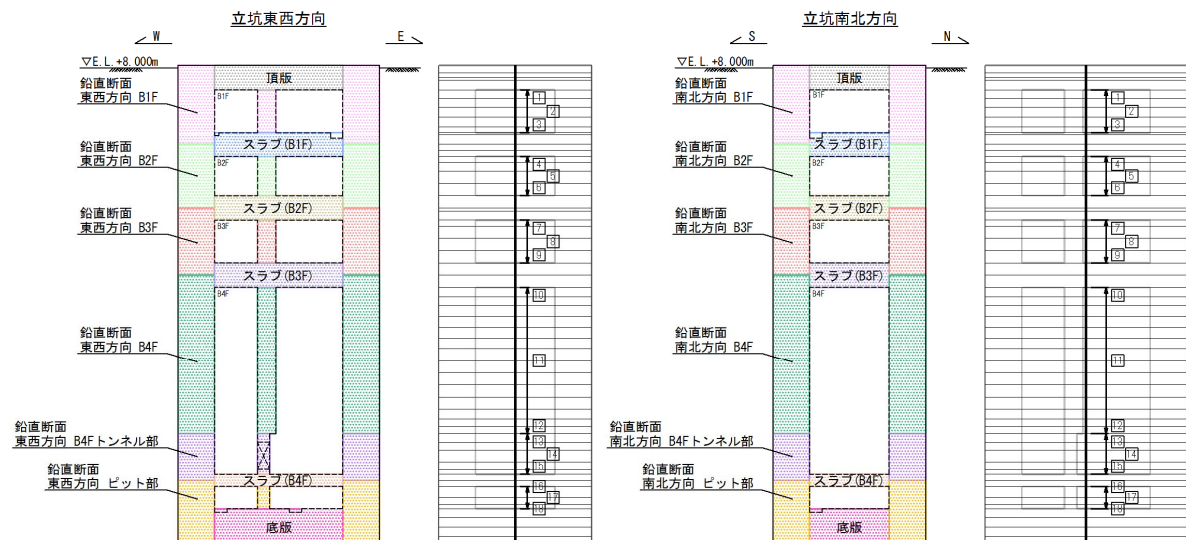 立坑東西方向
W
E
▽E.L.+8.000m
頂版
鉛直断面
東西方向 B1F
B1F
スラブ(B1F)
鉛直断面
東西方向 B2F
B2F
スラブ(B2F)
鉛直断面
東西方向 B3F
B3F
スラブ(B3F)
B4F
鉛直断面
東西方向 B4F
鉛直断面
東西方向 B4Fトンネル部
スラブ(B4F)
鉛直断面
東西方向 ピット部
底版
1
2
3
4
5
6
7
8
9
10
11
12
13
14
15
16
17
18
立坑南北方向
S
N
▽E.L.+8.000m
頂版
鉛直断面
南北方向 B1F
B1F
スラブ(B1F)
鉛直断面
南北方向 B2F
B2F
スラブ(B2F)
鉛直断面
南北方向 B3F
B3F
スラブ(B3F)
B4F
鉛直断面
南北方向 B4F
鉛直断面
南北方向 B4Fトンネル部
スラブ(B4F)
鉛直断面
南北方向 ピット部
底版
1
2
3
4
5
6
7
8
9
10
11
12
13
14
15
16
17
18